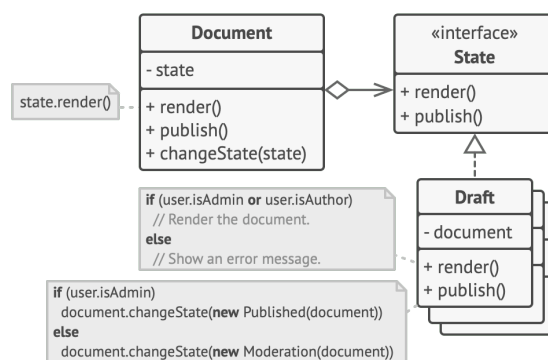 Document
- state
+ render()
+ publish()
+ changeState(state)
«interface»
State
+ render()
+ publish()
state.render()
Draft
- document
+ render()
+ publish()
if (user.isAdmin or user.isAuthor)
// Render the document.
else
// Show an error message.
if (user.isAdmin)
document.changeState(new Published(document))
else
document.changeState(new Moderation(document))